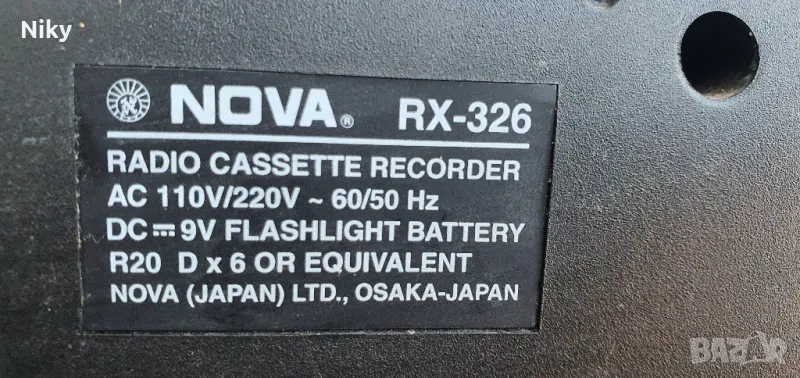 Niky
NOVA® RX-326
RADIO CASSETTE RECORDER
AC 110V/220V ~ 60/50 Hz
DC ⎓ 9V FLASHLIGHT BATTERY
R20 D x 6 OR EQUIVALENT
NOVA (JAPAN) LTD., OSAKA-JAPAN
BAZAR